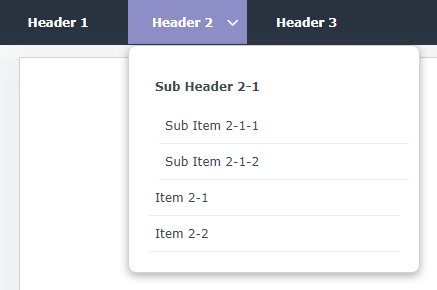 Header 1 Header 2 Header 3
Sub Header 2-1
Sub Item 2-1-1
Sub Item 2-1-2
Item 2-1
Item 2-2